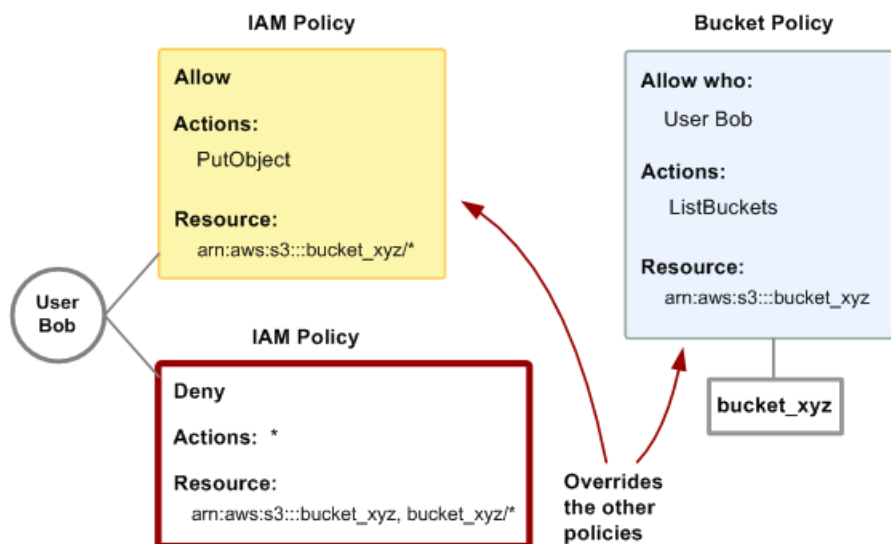 IAM Policy
Allow
Actions:
PutObject
Resource:
arn:aws:s3:::bucket_xyz/*
User
Bob
IAM Policy
Deny
Actions: *
Resource:
arn:aws:s3:::bucket_xyz, bucket_xyz/*
Bucket Policy
Allow who:
User Bob
Actions:
ListBuckets
Resource:
arn:aws:s3:::bucket_xyz
bucket_xyz
Overrides
the other
policies